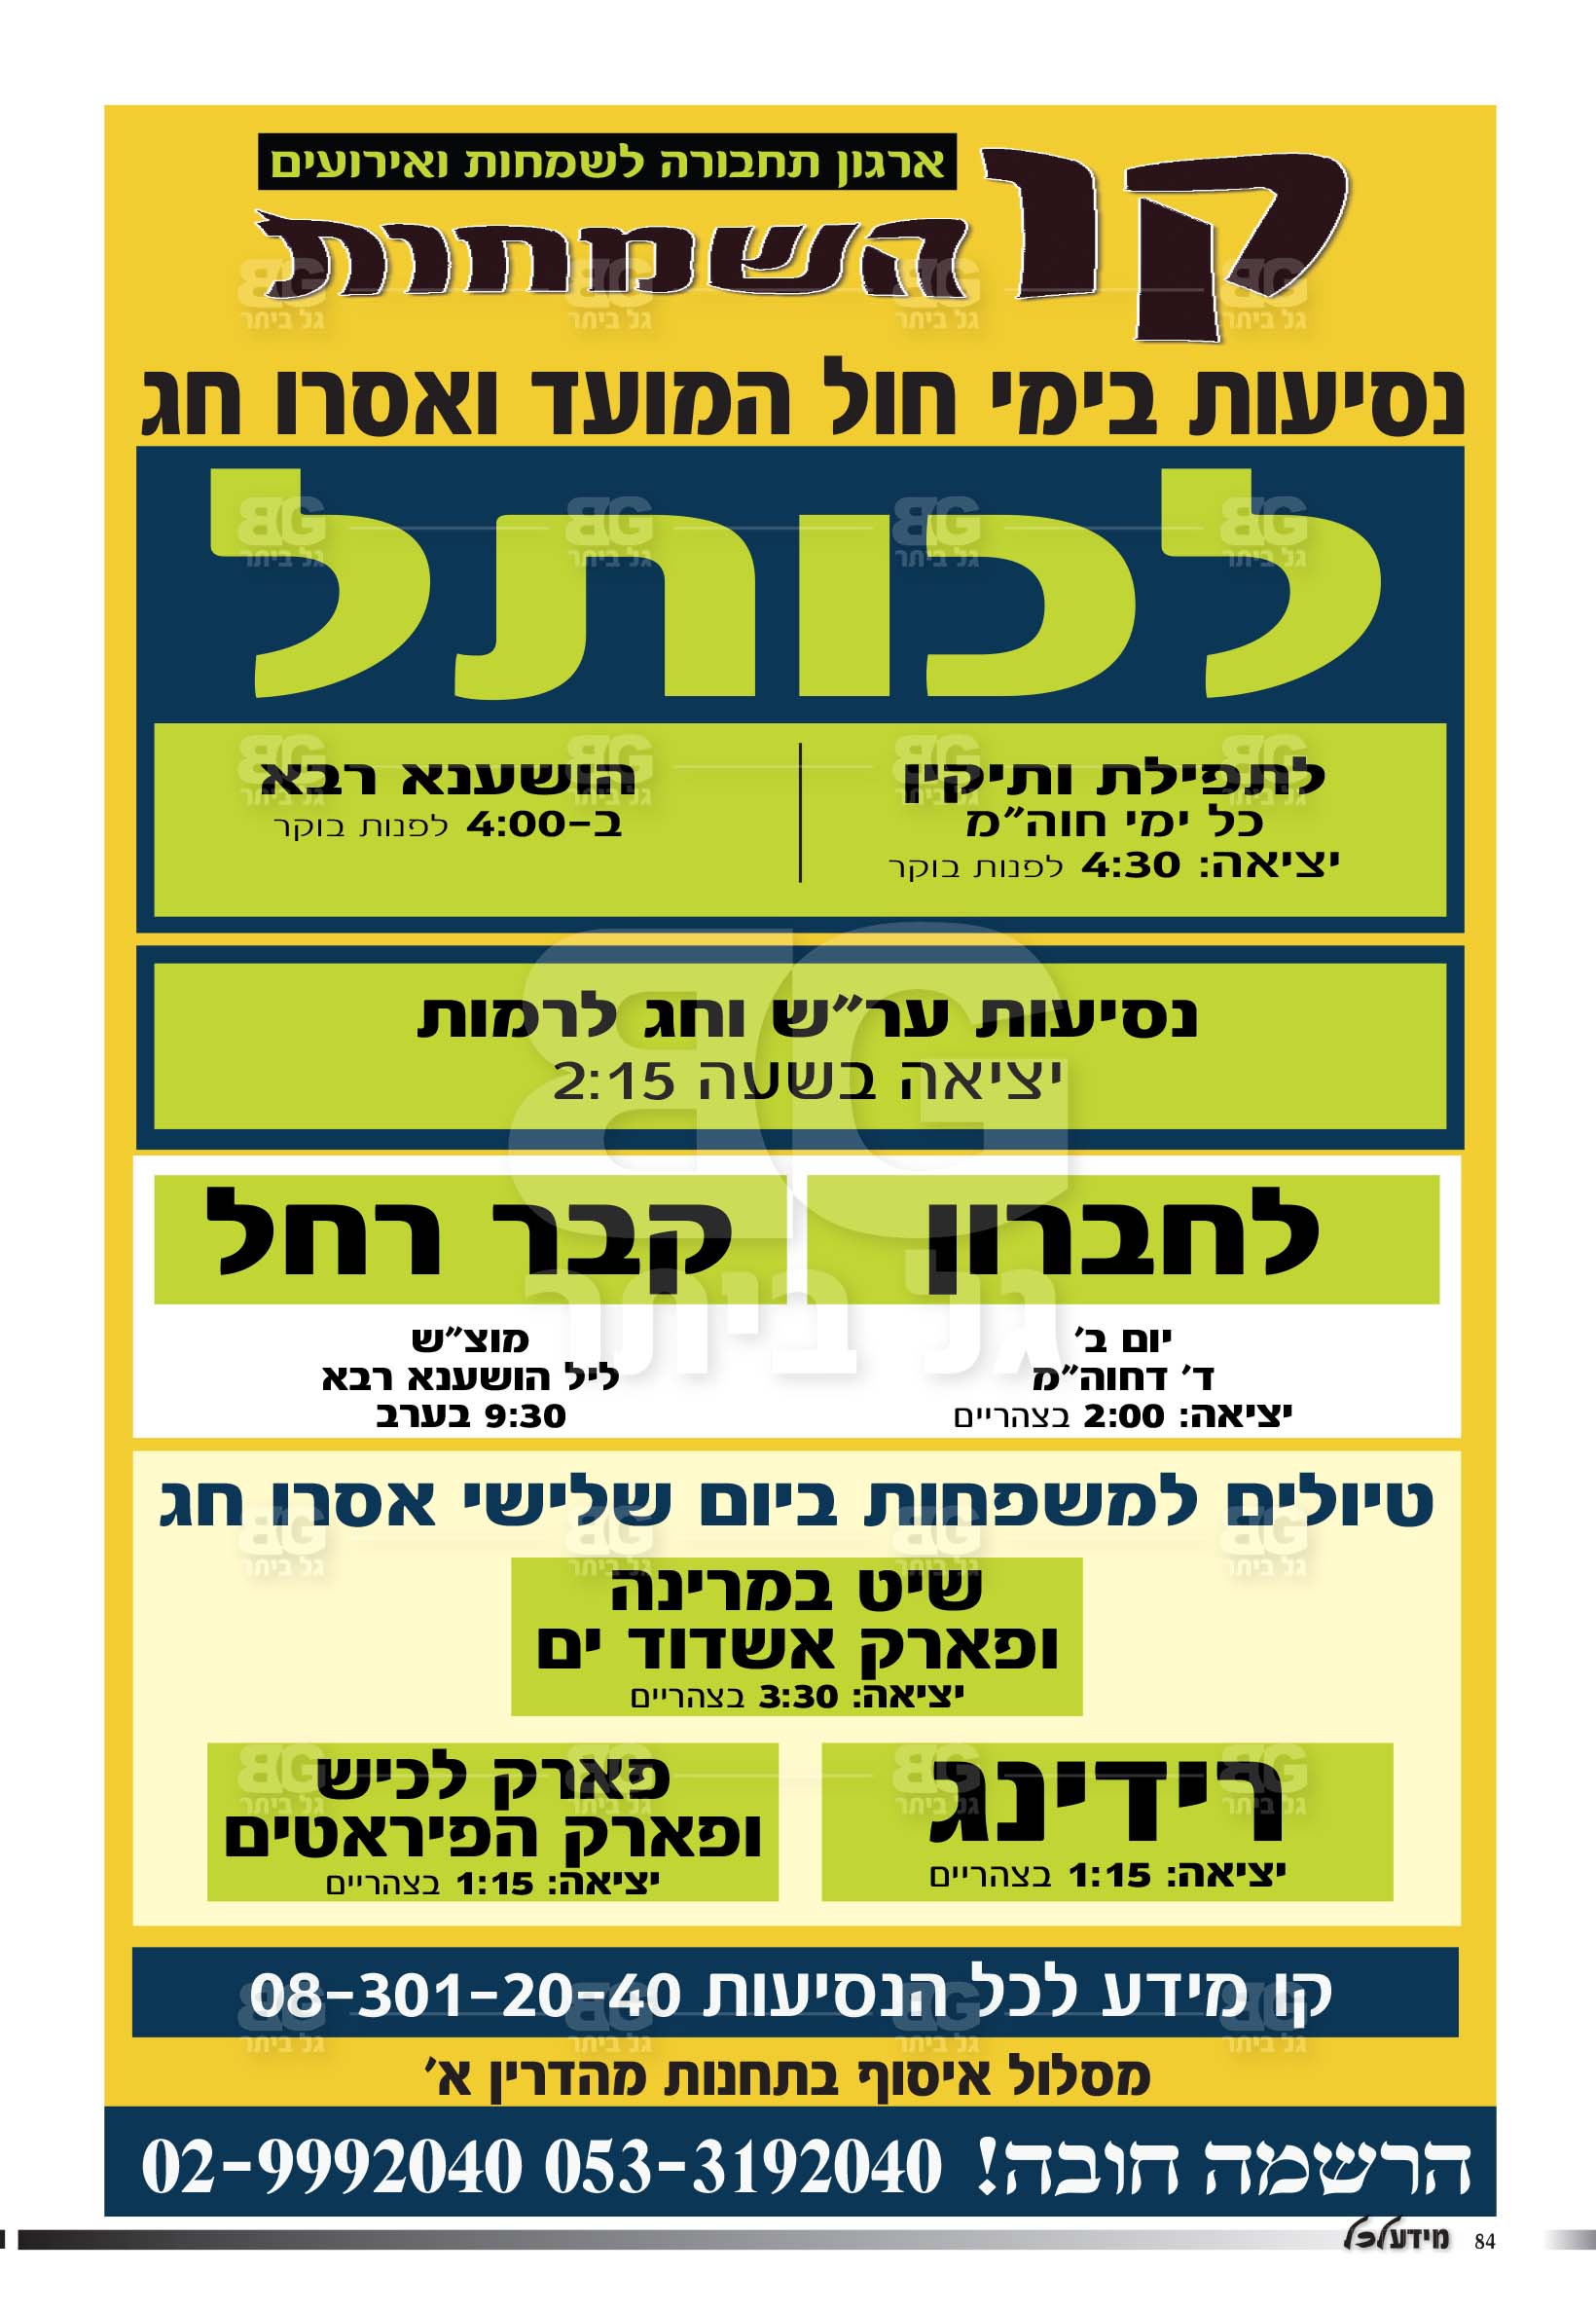 ארגון תחבורה לשמחות ואירועים
קו השמחות
נסיעות בימי חול המועד ואסרו חג
לכותל
לתפילת ותיקין
כל ימי חוה״מ
יציאה: 4:30 לפנות בוקר
הושענא רבא
ב-4:00 לפנות בוקר
נסיעות ער״ש וחג לרמות
יציאה בשעה 2:15
לחברון
יום ב׳
ד׳ דחוה״מ
יציאה: 2:00 בצהריים
קבר רחל
מוצ״ש
ליל הושענא רבא
9:30 בערב
טיולים למשפחות ביום שלישי אסרו חג
שיט במרינה
ופארק אשדוד ים
יציאה: 3:30 בצהריים
רידינג
יציאה: 1:15 בצהריים
פארק לכיש
ופארק הפיראטים
יציאה: 1:15 בצהריים
קו מידע לכל הנסיעות 08-301-20-40
מסלול איסוף בתחנות מהדרין א׳
הרשמה חובה! 053-3192040 02-9992040
84 מידע לכל
BG
גל ביתר